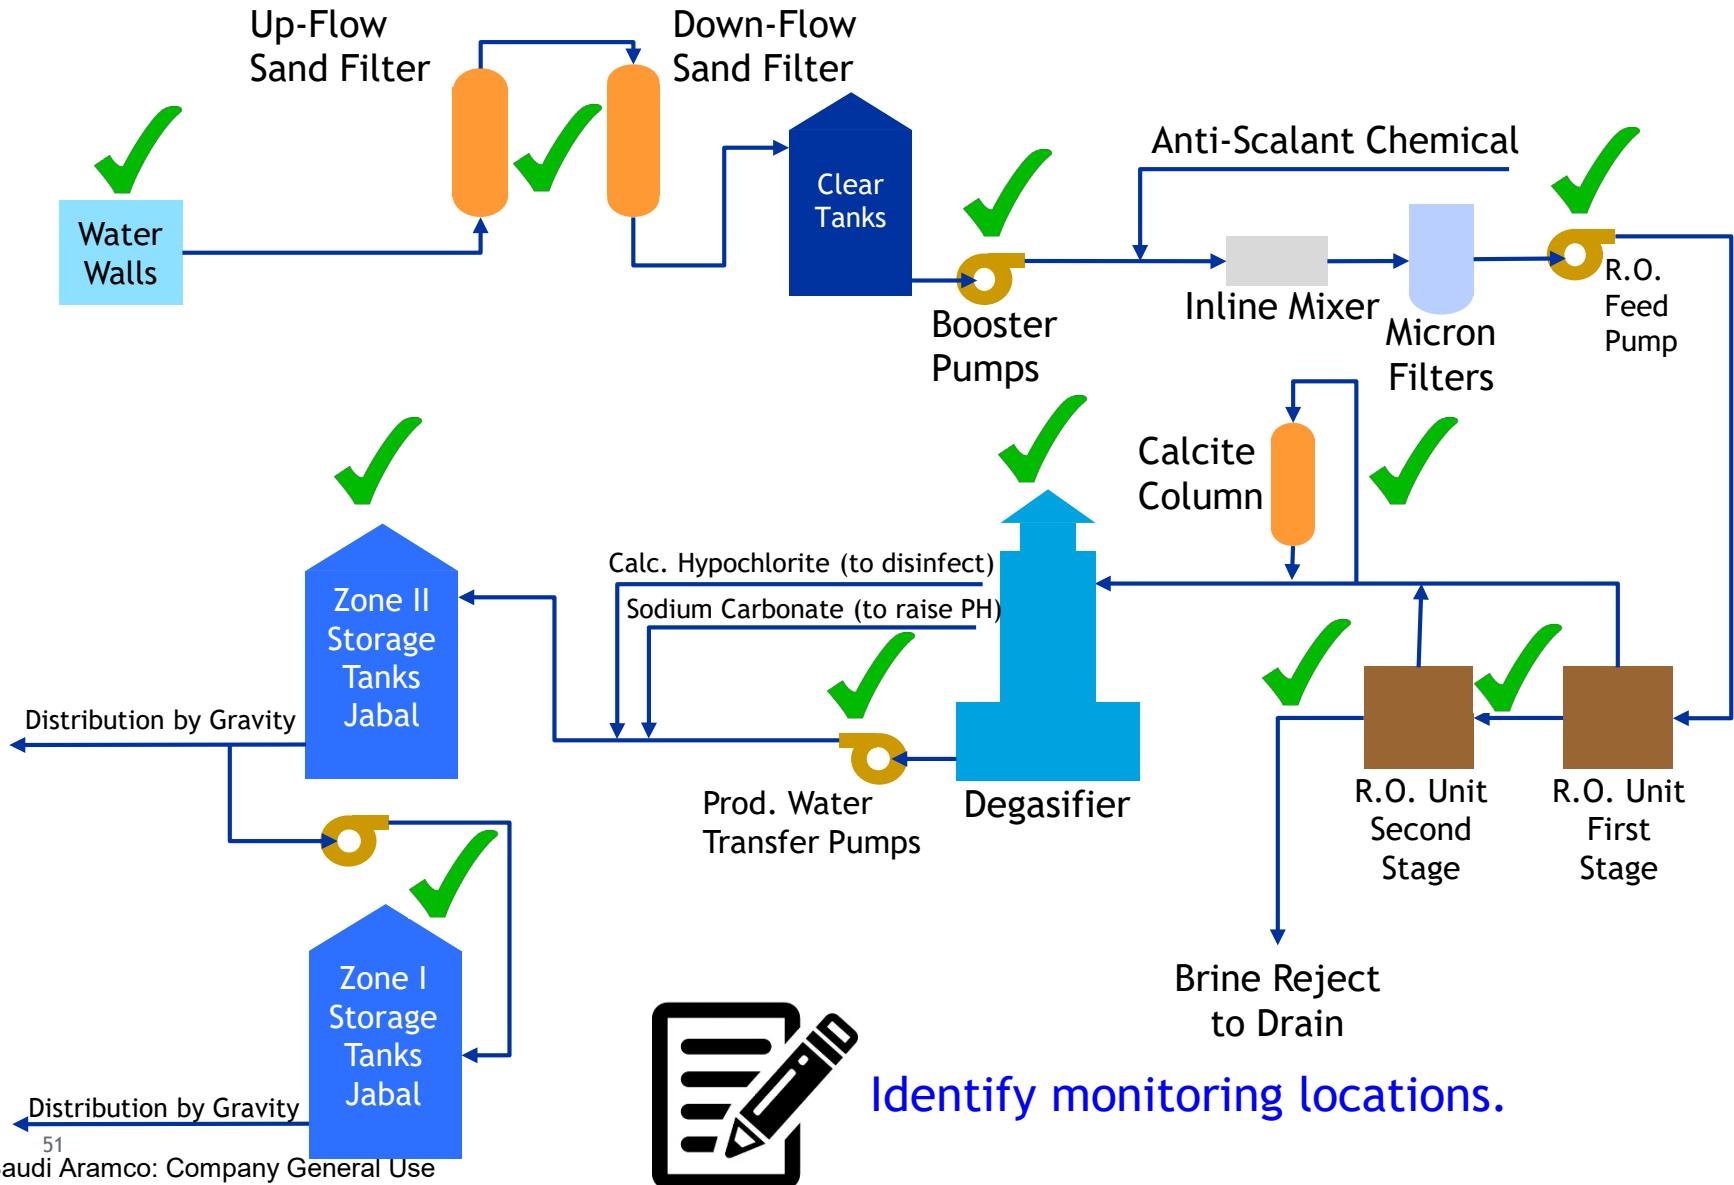 Up-Flow
Sand Filter
Down-Flow
Sand Filter
Water
Walls
Clear
Tanks
Booster
Pumps
Anti-Scalant Chemical
Inline Mixer
Micron
Filters
R.O.
Feed
Pump
Calcite
Column
Calc. Hypochlorite (to disinfect)
Sodium Carbonate (to raise PH)
Zone II
Storage
Tanks
Jabal
Distribution by Gravity
Prod. Water
Transfer Pumps
Degasifier
R.O. Unit
Second
Stage
R.O. Unit
First
Stage
Brine Reject
to Drain
Zone I
Storage
Tanks
Jabal
Distribution by Gravity
Identify monitoring locations.
51
audi Aramco: Company General Use